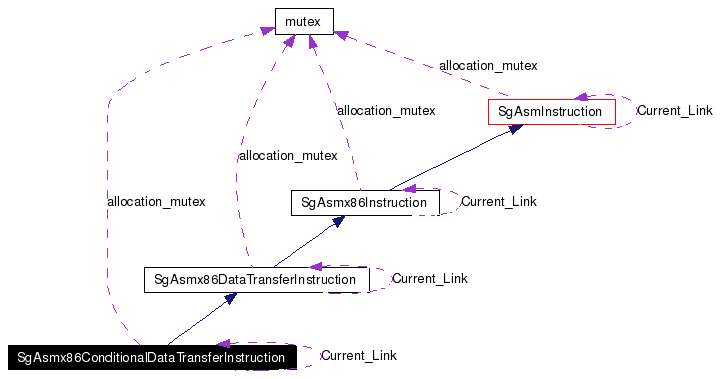 mutex
allocation_mutex
SgAsmInstruction
Current_Link
allocation_mutex
allocation_mutex
allocation_mutex
SgAsmx86Instruction
Current_Link
SgAsmx86DataTransferInstruction
Current_Link
SgAsmx86ConditionalDataTransferInstruction
Current_Link